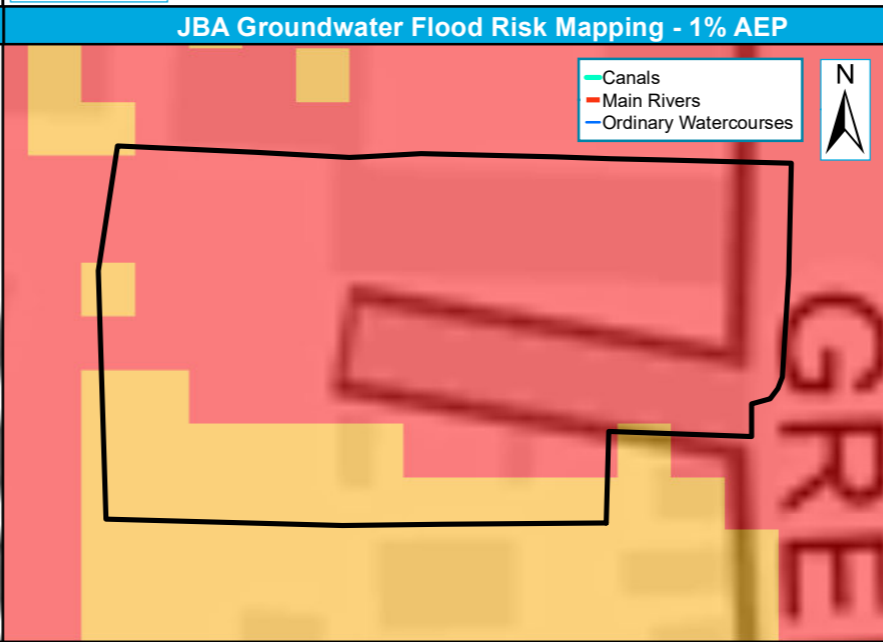 JBA Groundwater Flood Risk Mapping - 1% AEP
Canals
Main Rivers
Ordinary Watercourses
N
GRE